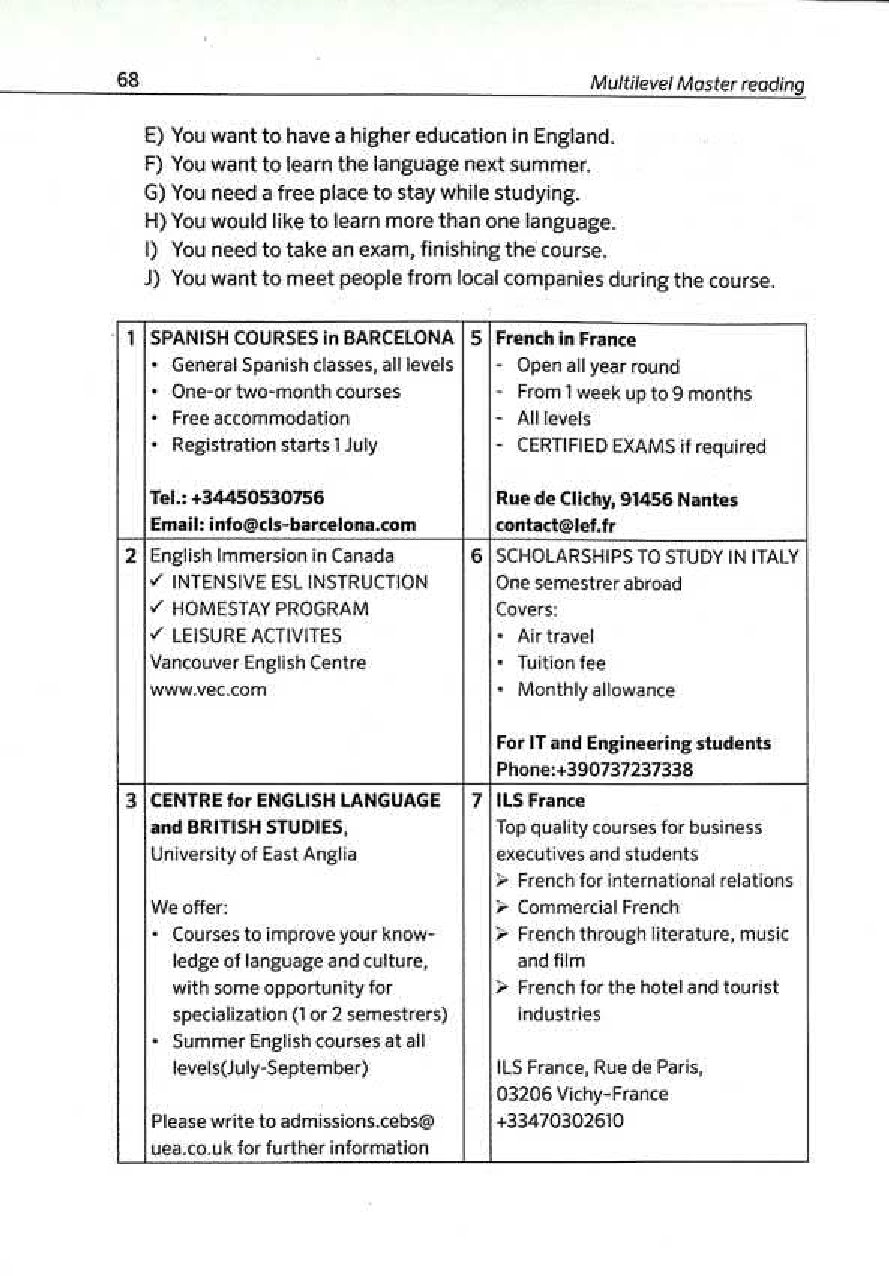 68
Multilevel Master reading
E) You want to have a higher education in England.
F) You want to learn the language next summer.
G) You need a free place to stay while studying.
H) You would like to learn more than one language.
I) You need to take an exam, finishing the course.
J) You want to meet people from local companies during the course.
1 SPANISH COURSES in BARCELONA
• General Spanish classes, all levels
• One-or two-month courses
• Free accommodation
• Registration starts 1 July
Tel.: +34450530756
Email: info@cls-barcelona.com
5 French in France
- Open all year round
- From 1 week up to 9 months
- All levels
- CERTIFIED EXAMS if required
Rue de Clichy, 91456 Nantes
contact@lef.fr
2 English Immersion in Canada
✓ INTENSIVE ESL INSTRUCTION
✓ HOMESTAY PROGRAM
✓ LEISURE ACTIVITES
Vancouver English Centre
www.vec.com
6 SCHOLARSHIPS TO STUDY IN ITALY
One semestrer abroad
Covers:
• Air travel
• Tuition fee
• Monthly allowance
For IT and Engineering students
Phone:+390737237338
3 CENTRE for ENGLISH LANGUAGE
and BRITISH STUDIES,
University of East Anglia
We offer:
• Courses to improve your know-
ledge of language and culture,
with some opportunity for
specialization (1 or 2 semestrers)
• Summer English courses at all
levels(July-September)
Please write to admissions.cebs@
uea.co.uk for further information
7 ILS France
Top quality courses for business
executives and students
➢ French for international relations
➢ Commercial French
➢ French through literature, music
and film
➢ French for the hotel and tourist
industries
ILS France, Rue de Paris,
03206 Vichy-France
+33470302610